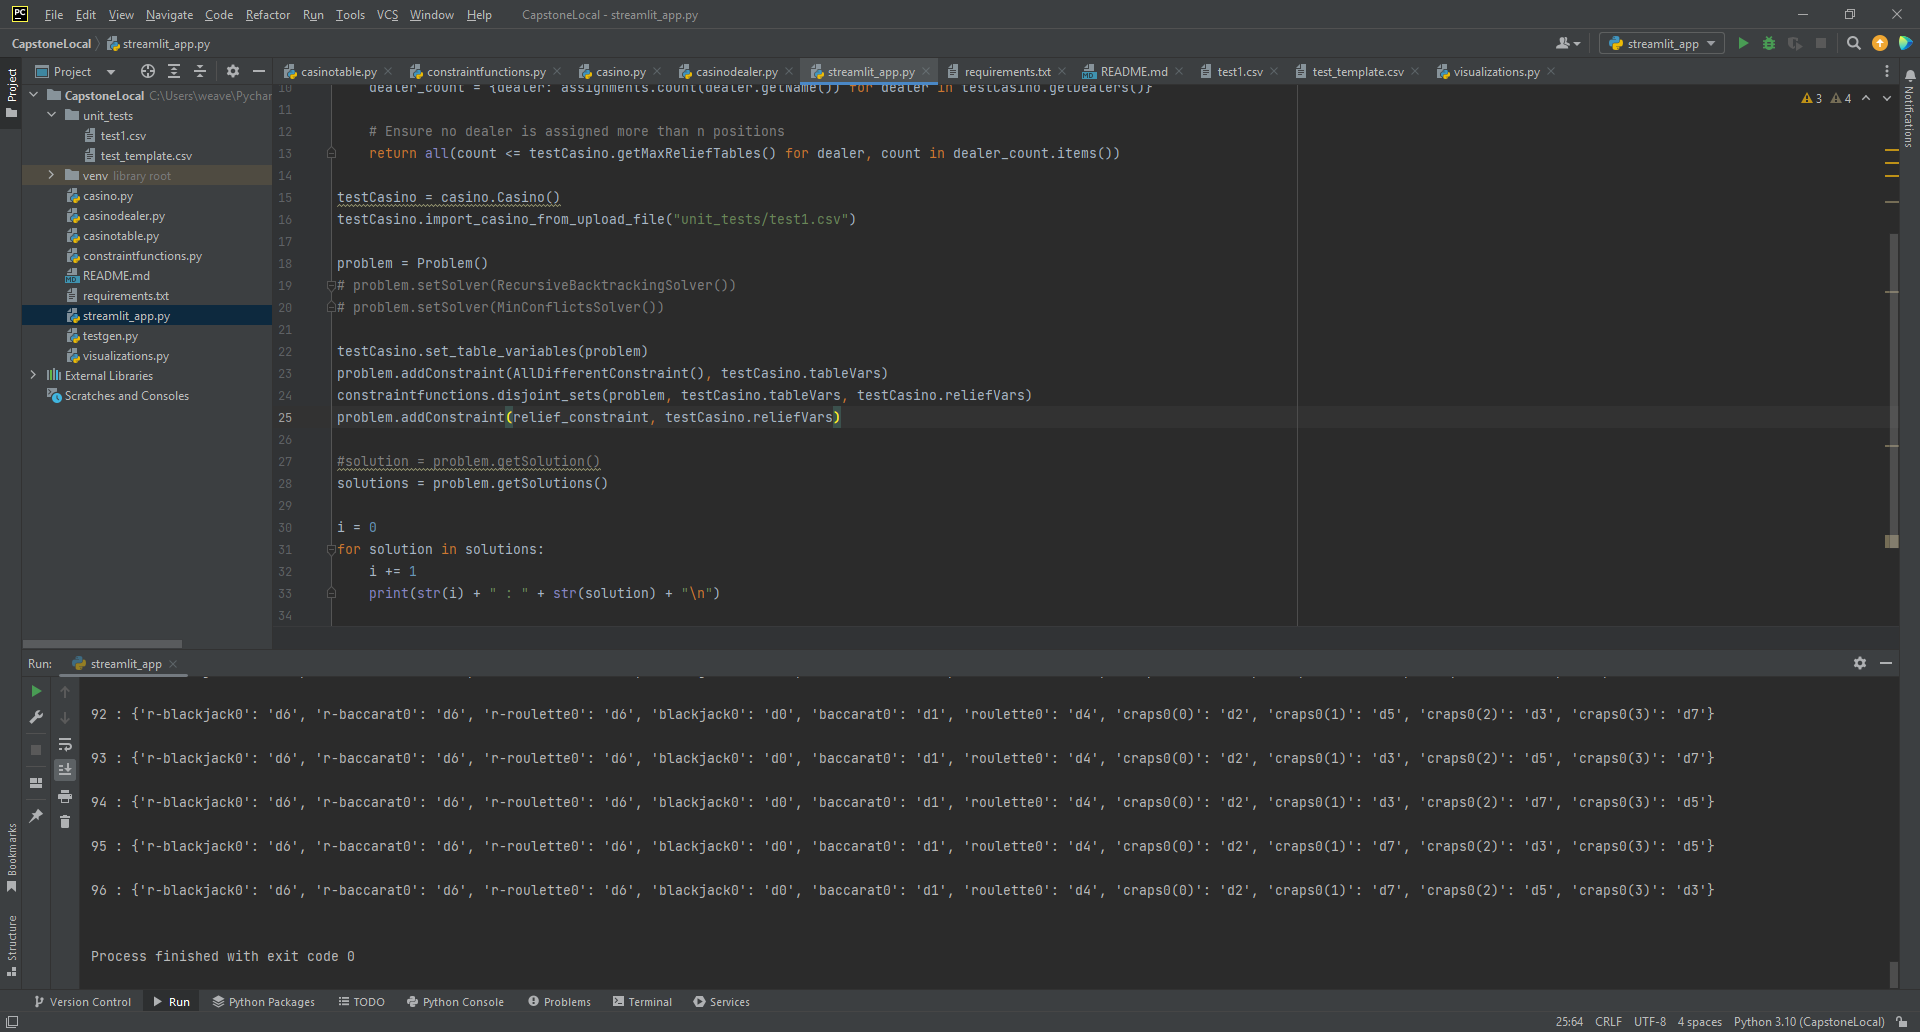 File Edit View Navigate Code Refactor Run Tools VCS Window Help CapstoneLocal - streamlit_app.py
CapstoneLocal streamlit_app.py
streamlit_app
Project
casinotable.py constraintfunctions.py casino.py casinodealer.py streamlit_app.py requirements.txt README.md test1.csv test_template.csv visualizations.py
Project
Notifications
CapstoneLocal C:\Users\weave\Pychar
unit_tests
test1.csv
test_template.csv
venv library root
casino.py
casinodealer.py
casinotable.py
constraintfunctions.py
README.md
requirements.txt
streamlit_app.py
testgen.py
visualizations.py
External Libraries
Scratches and Consoles
3 4
10 dealer_count = {dealer: assignments.count(dealer.getName()) for dealer in testCasino.getDealers()}
11
12 # Ensure no dealer is assigned more than n positions
13 return all(count <= testCasino.getMaxReliefTables() for dealer, count in dealer_count.items())
14
15 testCasino = casino.Casino()
16 testCasino.import_casino_from_upload_file("unit_tests/test1.csv")
17
18 problem = Problem()
19 # problem.setSolver(RecursiveBacktrackingSolver())
20 # problem.setSolver(MinConflictsSolver())
21
22 testCasino.set_table_variables(problem)
23 problem.addConstraint(AllDifferentConstraint(), testCasino.tableVars)
24 constraintfunctions.disjoint_sets(problem, testCasino.tableVars, testCasino.reliefVars)
25 problem.addConstraint(relief_constraint, testCasino.reliefVars)
26
27 #solution = problem.getSolution()
28 solutions = problem.getSolutions()
29
30 i = 0
31 for solution in solutions:
32 i += 1
33 print(str(i) + " : " + str(solution) + "\n")
34
Run: streamlit_app
92 : {'r-blackjack0': 'd6', 'r-baccarat0': 'd6', 'r-roulette0': 'd6', 'blackjack0': 'd0', 'baccarat0': 'd1', 'roulette0': 'd4', 'craps0(0)': 'd2', 'craps0(1)': 'd5', 'craps0(2)': 'd3', 'craps0(3)': 'd7'}
93 : {'r-blackjack0': 'd6', 'r-baccarat0': 'd6', 'r-roulette0': 'd6', 'blackjack0': 'd0', 'baccarat0': 'd1', 'roulette0': 'd4', 'craps0(0)': 'd2', 'craps0(1)': 'd3', 'craps0(2)': 'd5', 'craps0(3)': 'd7'}
94 : {'r-blackjack0': 'd6', 'r-baccarat0': 'd6', 'r-roulette0': 'd6', 'blackjack0': 'd0', 'baccarat0': 'd1', 'roulette0': 'd4', 'craps0(0)': 'd2', 'craps0(1)': 'd3', 'craps0(2)': 'd7', 'craps0(3)': 'd5'}
95 : {'r-blackjack0': 'd6', 'r-baccarat0': 'd6', 'r-roulette0': 'd6', 'blackjack0': 'd0', 'baccarat0': 'd1', 'roulette0': 'd4', 'craps0(0)': 'd2', 'craps0(1)': 'd7', 'craps0(2)': 'd3', 'craps0(3)': 'd5'}
96 : {'r-blackjack0': 'd6', 'r-baccarat0': 'd6', 'r-roulette0': 'd6', 'blackjack0': 'd0', 'baccarat0': 'd1', 'roulette0': 'd4', 'craps0(0)': 'd2', 'craps0(1)': 'd7', 'craps0(2)': 'd5', 'craps0(3)': 'd3'}
Process finished with exit code 0
Bookmarks
Structure
Version Control Run Python Packages TODO Python Console Problems Terminal Services
25:64 CRLF UTF-8 4 spaces Python 3.10 (CapstoneLocal)